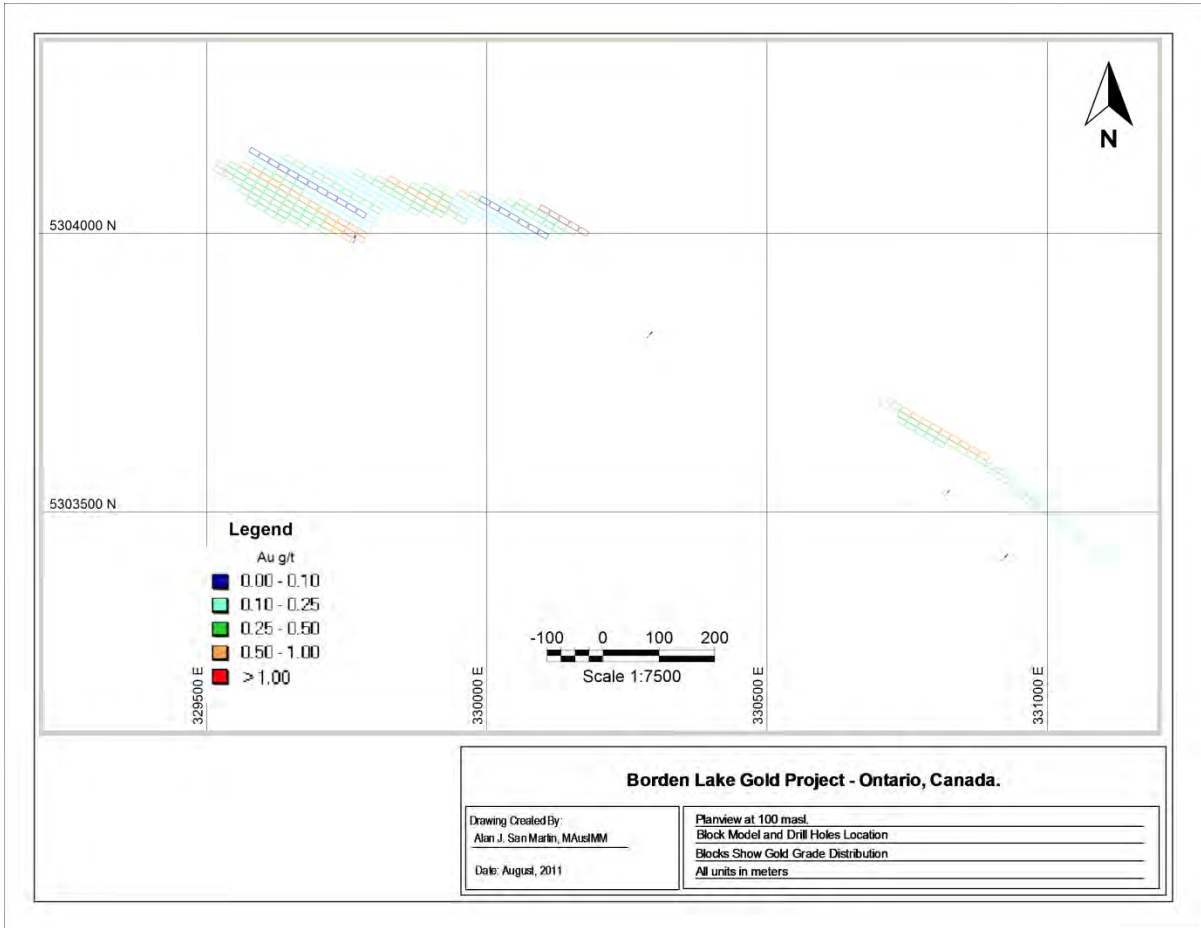 N
5304000 N
5303500 N
Legend
Au g/t
0.00 - 0.10
0.10 - 0.25
0.25 - 0.50
0.50 - 1.00
>1.00
-100 0 100 200
Scale 1:7500
329500 E
330000 E
330500 E
331000 E
Borden Lake Gold Project - Ontario, Canada.
Drawing Created By:
Alan J. San Martin, MAusIMM
Date: August, 2011
Planview at 100 masl.
Block Model and Drill Holes Location
Blocks Show Gold Grade Distribution
All units in meters